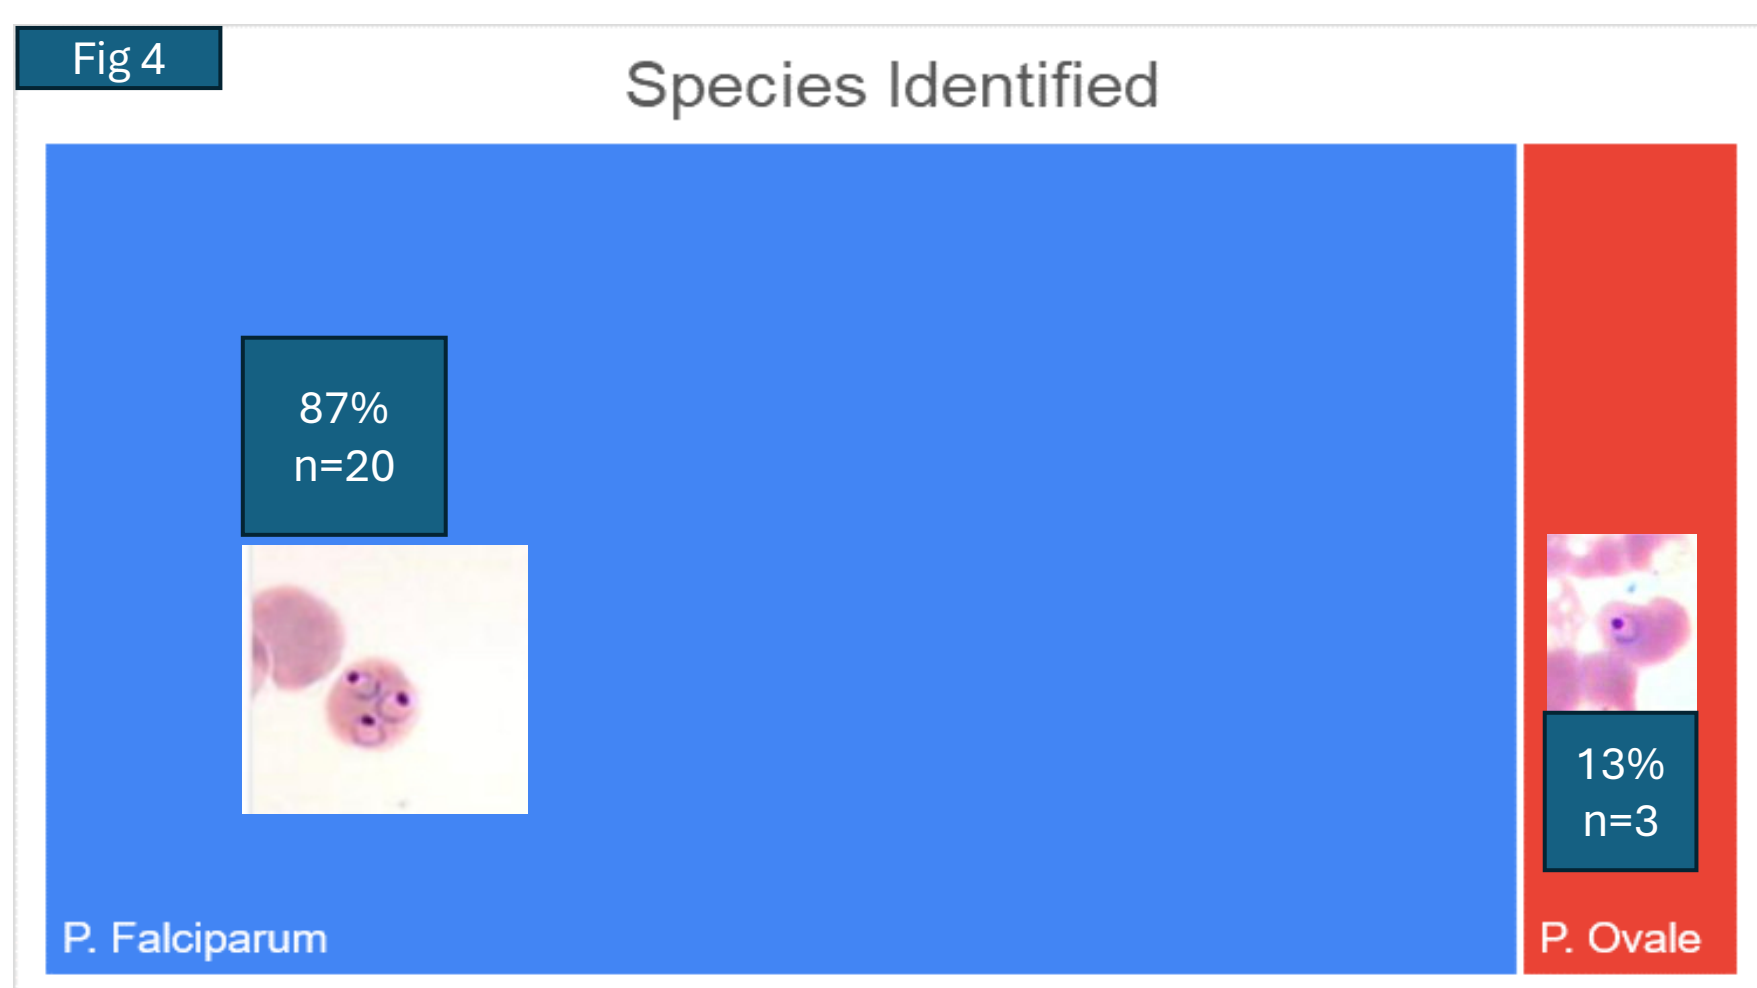 Fig 4
Species Identified
87%
n=20
13%
n=3
P. Falciparum
P. Ovale